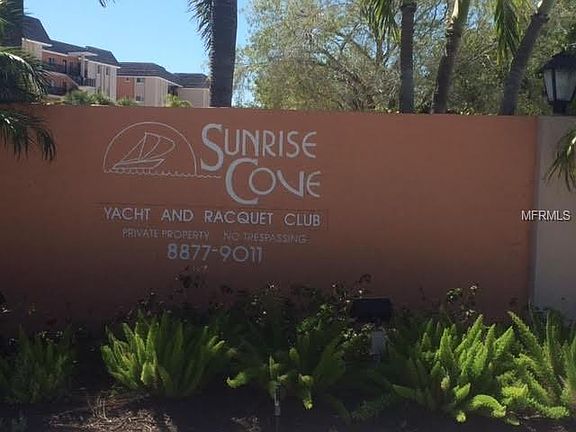 SUNRISE
COVE
YACHT AND RACQUET CLUB
PRIVATE PROPERTY NO TRESPASSING
8877-9011
MFRMLS